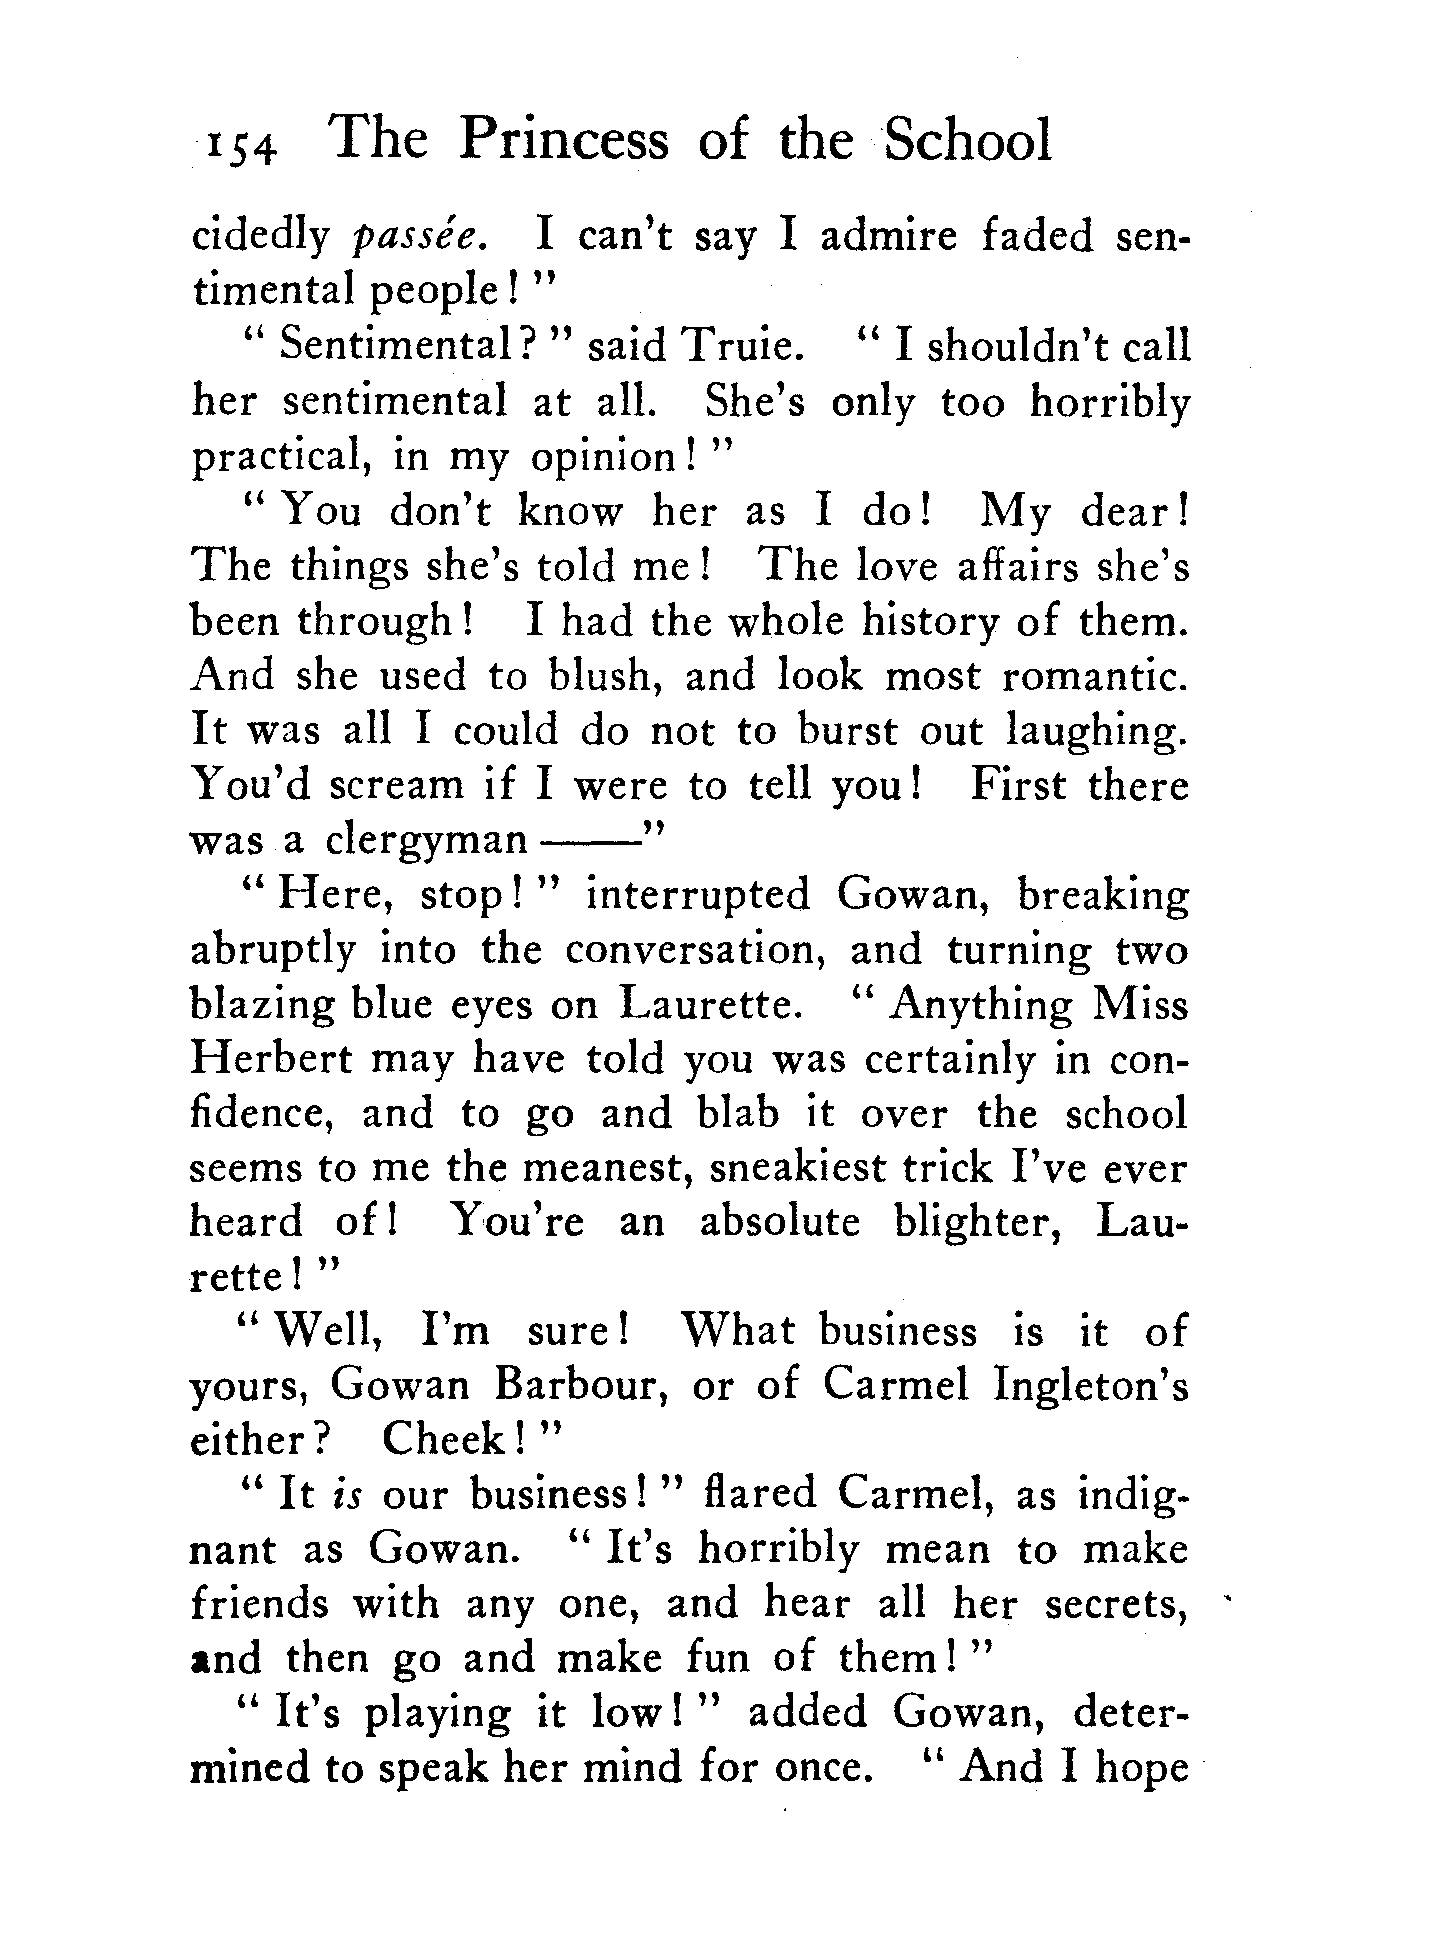 154 The Princess of the School
cidedly passée. I can't say I admire faded sen-
timental people! "
" Sentimental? " said Truie. " I shouldn't call
her sentimental at all. She's only too horribly
practical, in my opinion! "
" You don't know her as I do! My dear!
The things she's told me! The love affairs she's
been through! I had the whole history of them.
And she used to blush, and look most romantic.
It was all I could do not to burst out laughing.
You'd scream if I were to tell you! First there
was a clergyman ——"
" Here, stop! " interrupted Gowan, breaking
abruptly into the conversation, and turning two
blazing blue eyes on Laurette. " Anything Miss
Herbert may have told you was certainly in con-
fidence, and to go and blab it over the school
seems to me the meanest, sneakiest trick I've ever
heard of! You're an absolute blighter, Lau-
rette! "
" Well, I'm sure! What business is it of
yours, Gowan Barbour, or of Carmel Ingleton's
either? Cheek! "
" It is our business! " flared Carmel, as indig-
nant as Gowan. " It's horribly mean to make
friends with any one, and hear all her secrets,
and then go and make fun of them! "
" It's playing it low! " added Gowan, deter-
mined to speak her mind for once. " And I hope